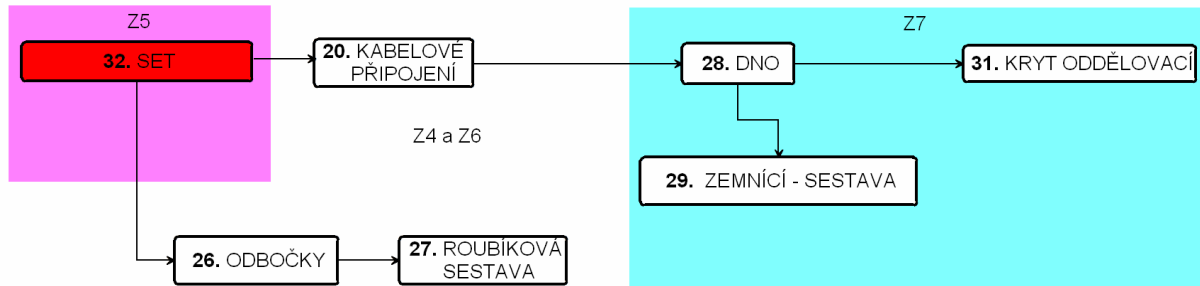 Z5
Z7
32. SET
20. KABELOVÉ
PŘIPOJENÍ
28. DNO
31. KRYT ODDĚLOVACÍ
Z4 a Z6
29. ZEMNÍCÍ - SESTAVA
26. ODBOČKY
27. ROUBÍKOVÁ
SESTAVA